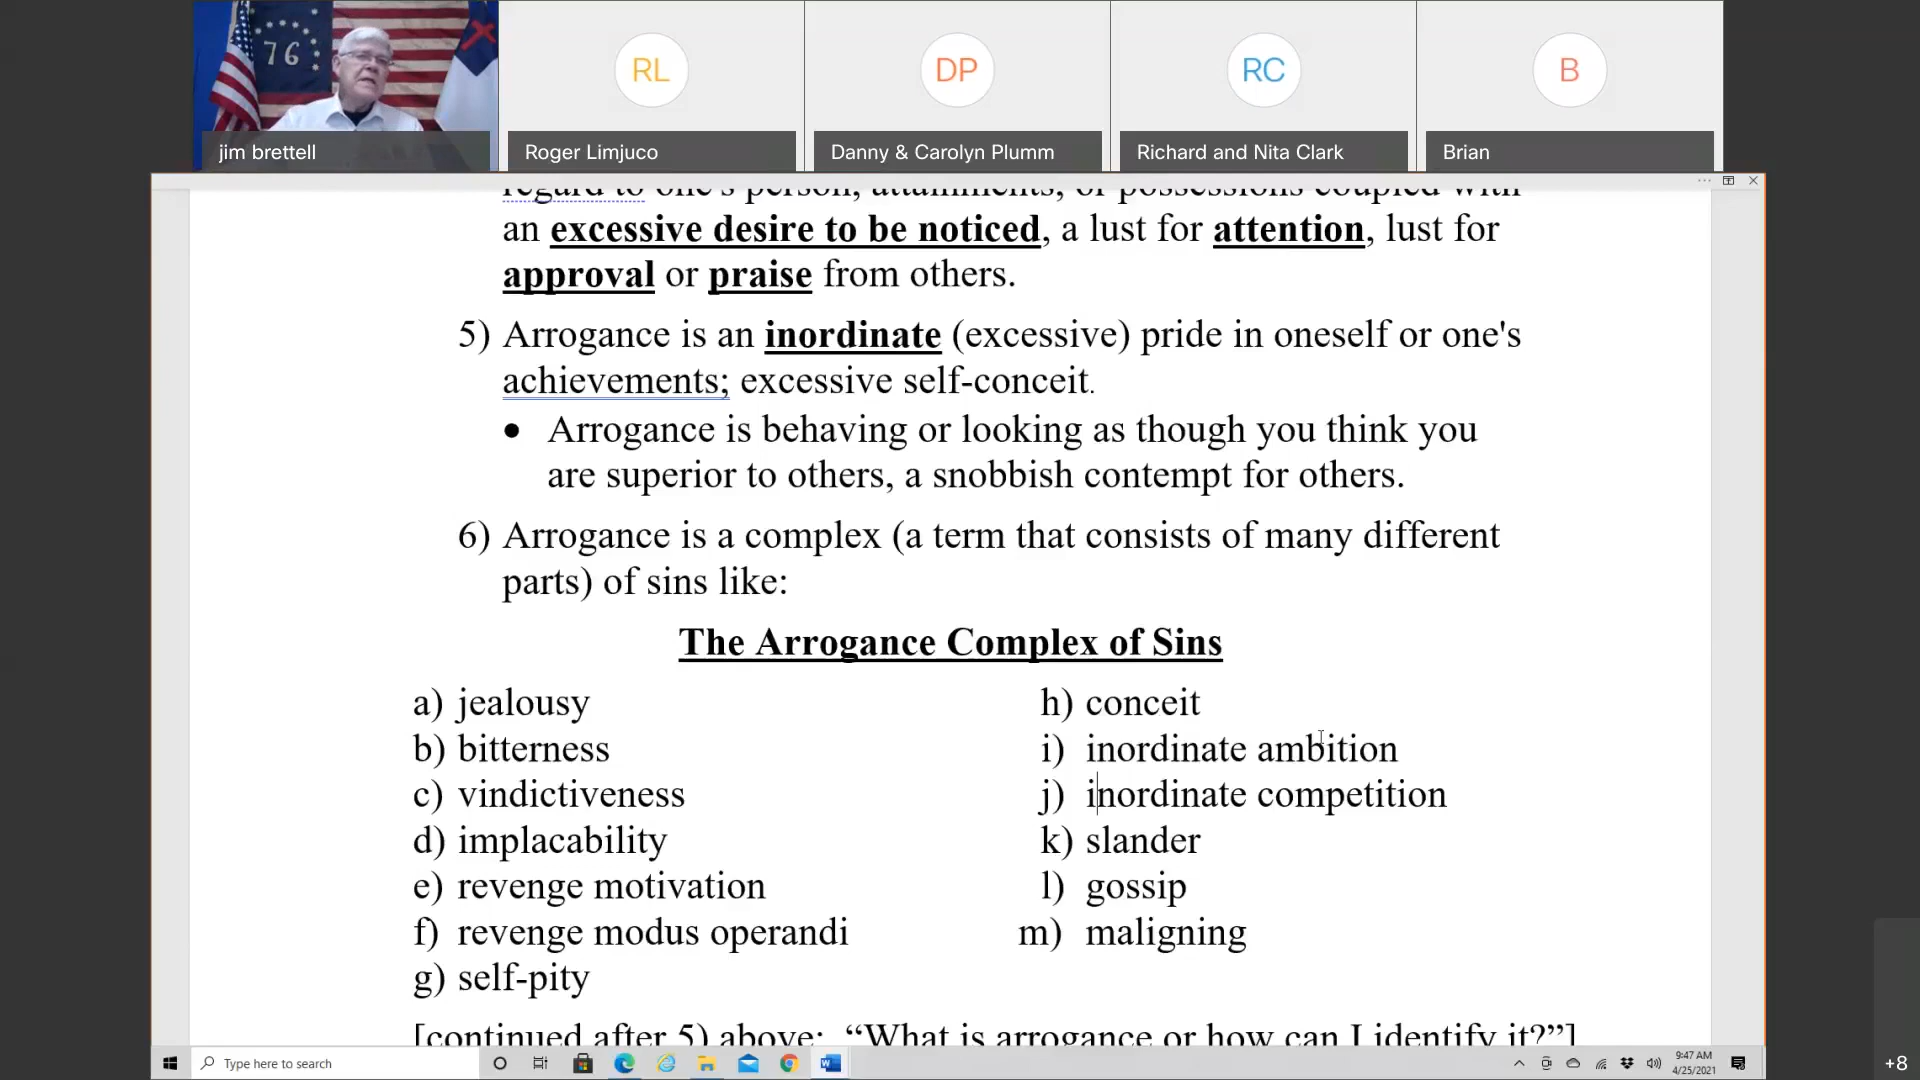 76
RL
DP
RC
B
jim brettell
Roger Limjuco
Danny & Carolyn Plumm
Richard and Nita Clark
Brian
regard to one's person, attainments, or possessions coupled with
an excessive desire to be noticed, a lust for attention, lust for
approval or praise from others.
5) Arrogance is an inordinate (excessive) pride in oneself or one's
achievements; excessive self-conceit.
• Arrogance is behaving or looking as though you think you
are superior to others, a snobbish contempt for others.
6) Arrogance is a complex (a term that consists of many different
parts) of sins like:
The Arrogance Complex of Sins
a) jealousy
b) bitterness
c) vindictiveness
d) implacability
e) revenge motivation
f) revenge modus operandi
g) self-pity
h) conceit
i) inordinate ambition
j) inordinate competition
k) slander
l) gossip
m) maligning
[continued after 5) above: “What is arrogance or how can I identify it?”]
Type here to search
9:47 AM
4/25/2021
+8